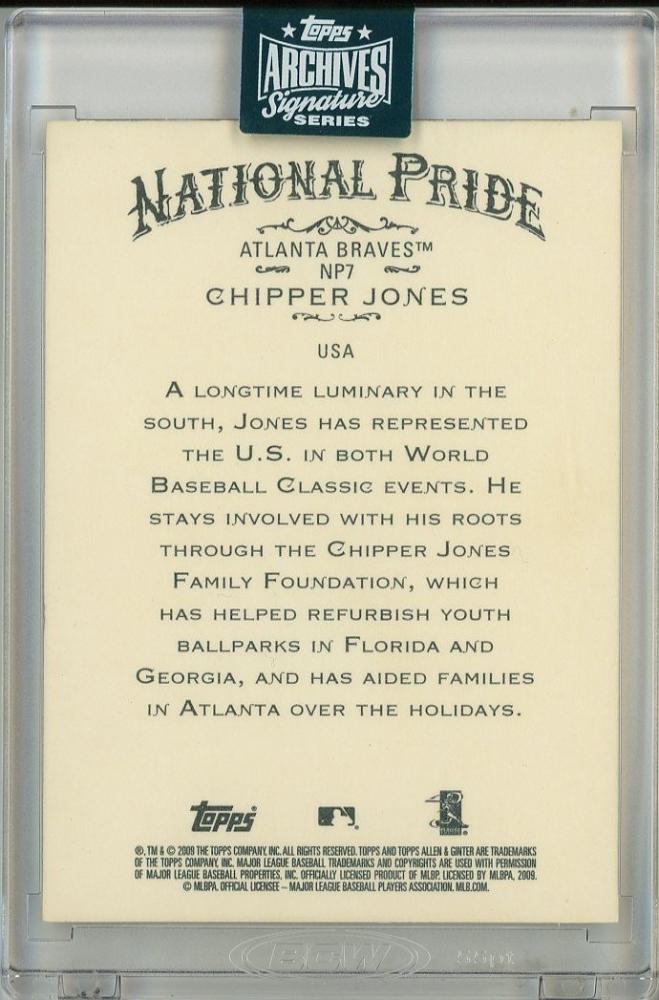 Topps
ARCHIVES
Signature
SERIES
NATIONAL PRIDE
ATLANTA BRAVES™
NP7
CHIPPER JONES
USA
A LONGTIME LUMINARY IN THE
SOUTH, JONES HAS REPRESENTED
THE U.S. IN BOTH WORLD
BASEBALL CLASSIC EVENTS. HE
STAYS INVOLVED WITH HIS ROOTS
THROUGH THE CHIPPER JONES
FAMILY FOUNDATION, WHICH
HAS HELPED REFURBISH YOUTH
BALLPARKS IN FLORIDA AND
GEORGIA, AND HAS AIDED FAMILIES
IN ATLANTA OVER THE HOLIDAYS.
Topps
®, TM & © 2009 THE TOPPS COMPANY, INC. ALL RIGHTS RESERVED. TOPPS AND TOPPS ALLEN & GINTER ARE TRADEMARKS
OF THE TOPPS COMPANY, INC. MAJOR LEAGUE BASEBALL TRADEMARKS AND COPYRIGHTS ARE USED WITH PERMISSION
OF MAJOR LEAGUE BASEBALL PROPERTIES, INC. OFFICIALLY LICENSED PRODUCT OF MLBP. LICENSED BY MLBPA, 2009.
© MLBPA. OFFICIAL LICENSEE – MAJOR LEAGUE BASEBALL PLAYERS ASSOCIATION. MLB.COM.
BCW 55pt